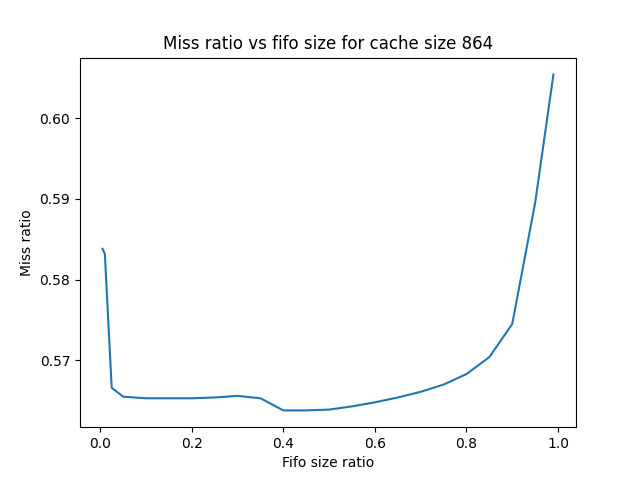 Miss ratio vs fifo size for cache size 864
0.60
0.59
0.58
0.57
Miss ratio
0.0 0.2 0.4 0.6 0.8 1.0
Fifo size ratio